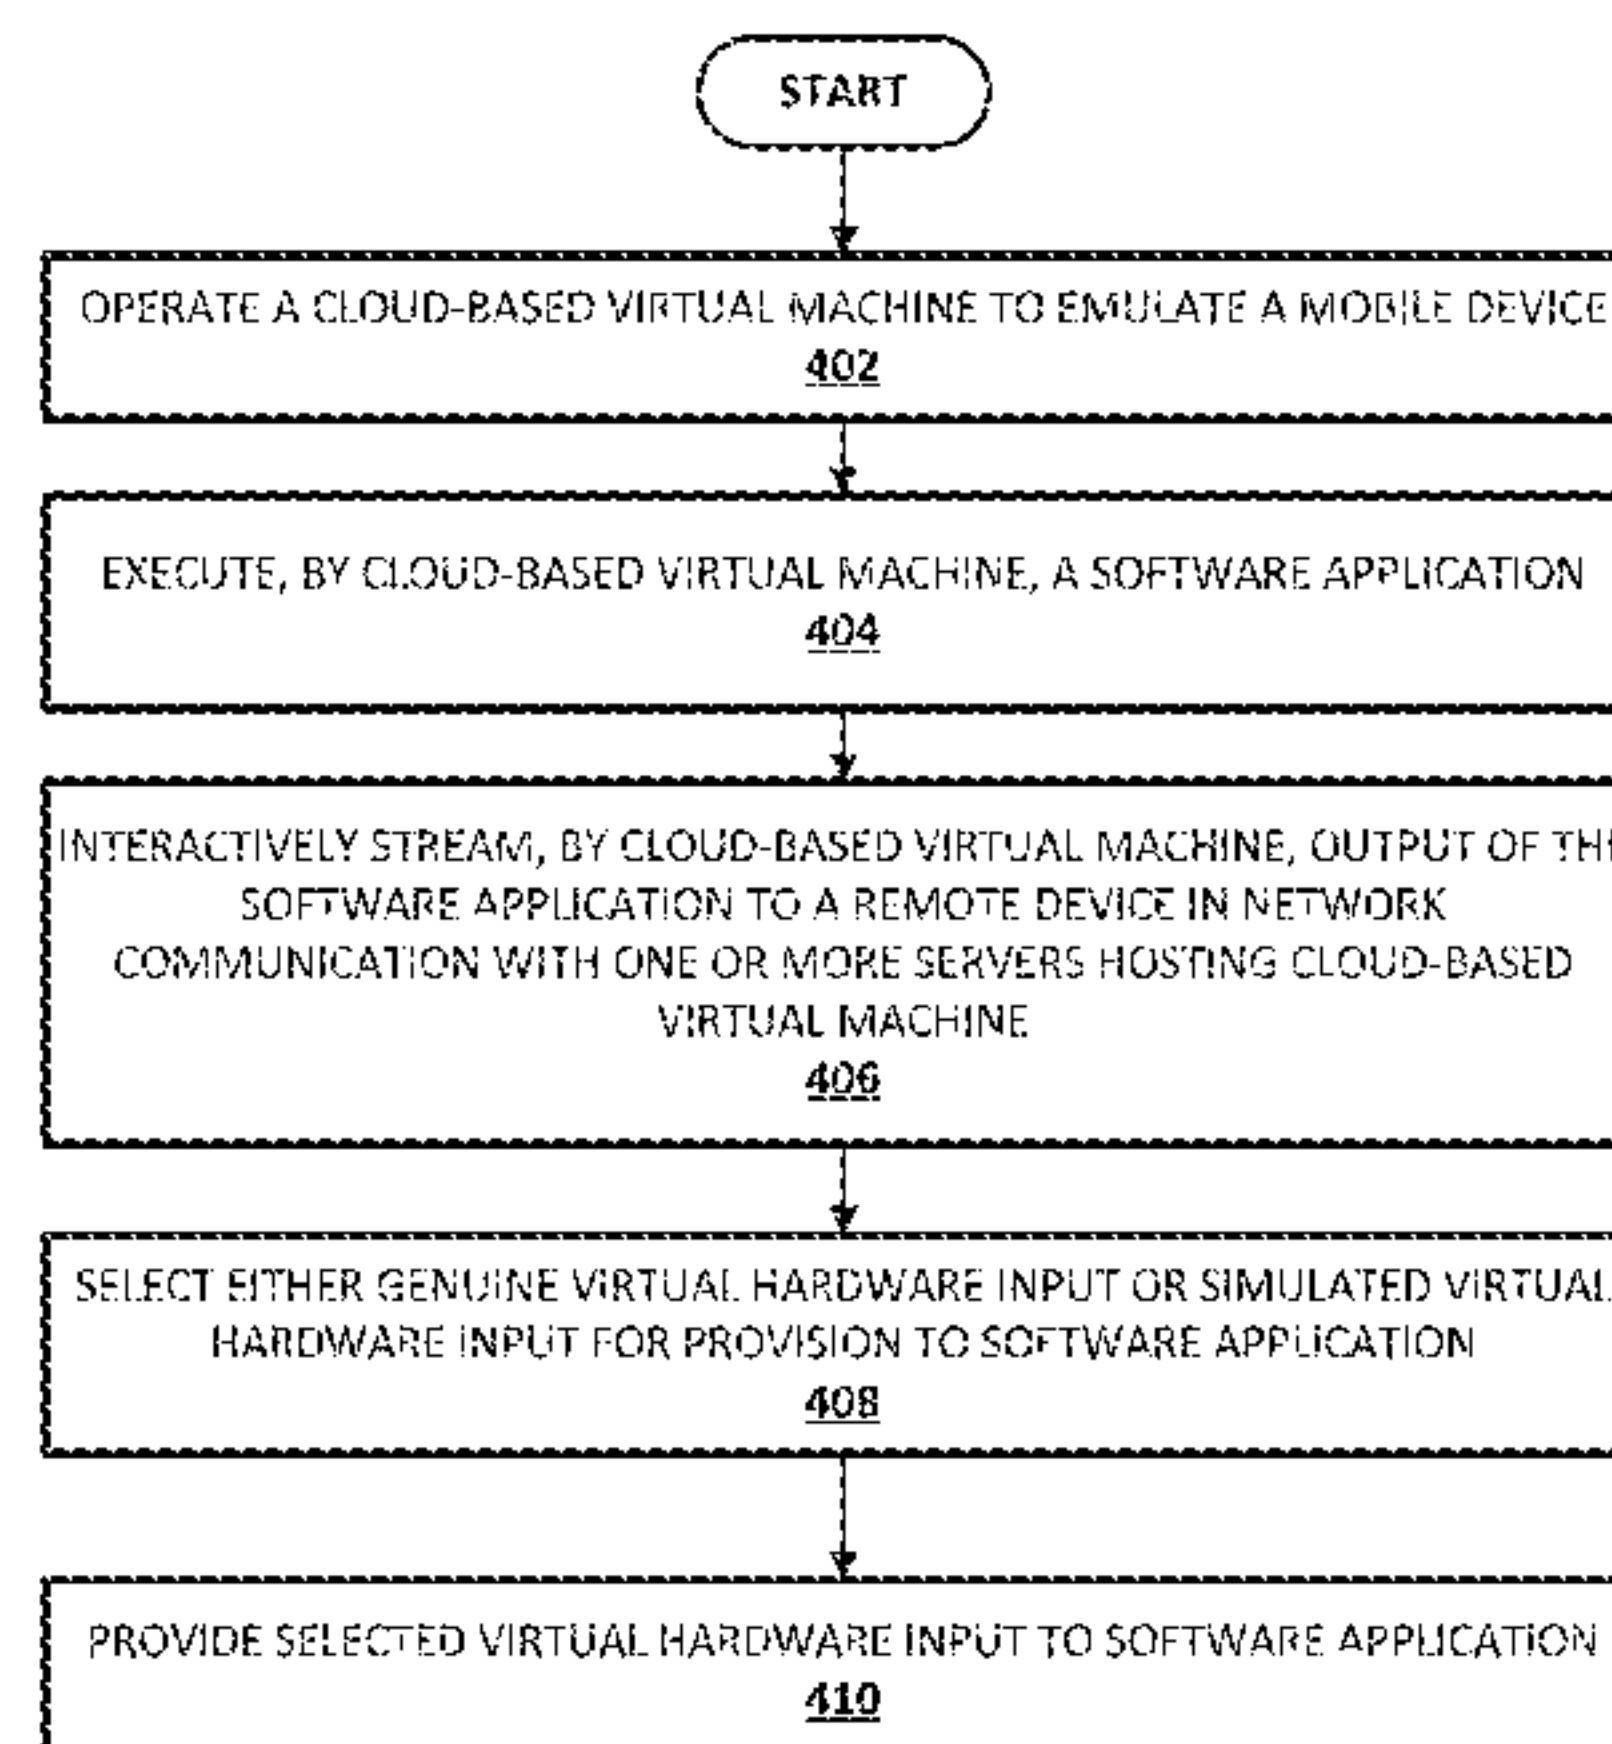 START
OPERATE A CLOUD-BASED VIRTUAL MACHINE TO EMULATE A MOBILE DEVICE
402
EXECUTE, BY CLOUD-BASED VIRTUAL MACHINE, A SOFTWARE APPLICATION
404
INTERACTIVELY STREAM, BY CLOUD-BASED VIRTUAL MACHINE, OUTPUT OF THE
SOFTWARE APPLICATION TO A REMOTE DEVICE IN NETWORK
COMMUNICATION WITH ONE OR MORE SERVERS HOSTING CLOUD-BASED
VIRTUAL MACHINE
406
SELECT EITHER GENUINE VIRTUAL HARDWARE INPUT OR SIMULATED VIRTUAL
HARDWARE INPUT FOR PROVISION TO SOFTWARE APPLICATION
408
PROVIDE SELECTED VIRTUAL HARDWARE INPUT TO SOFTWARE APPLICATION
410